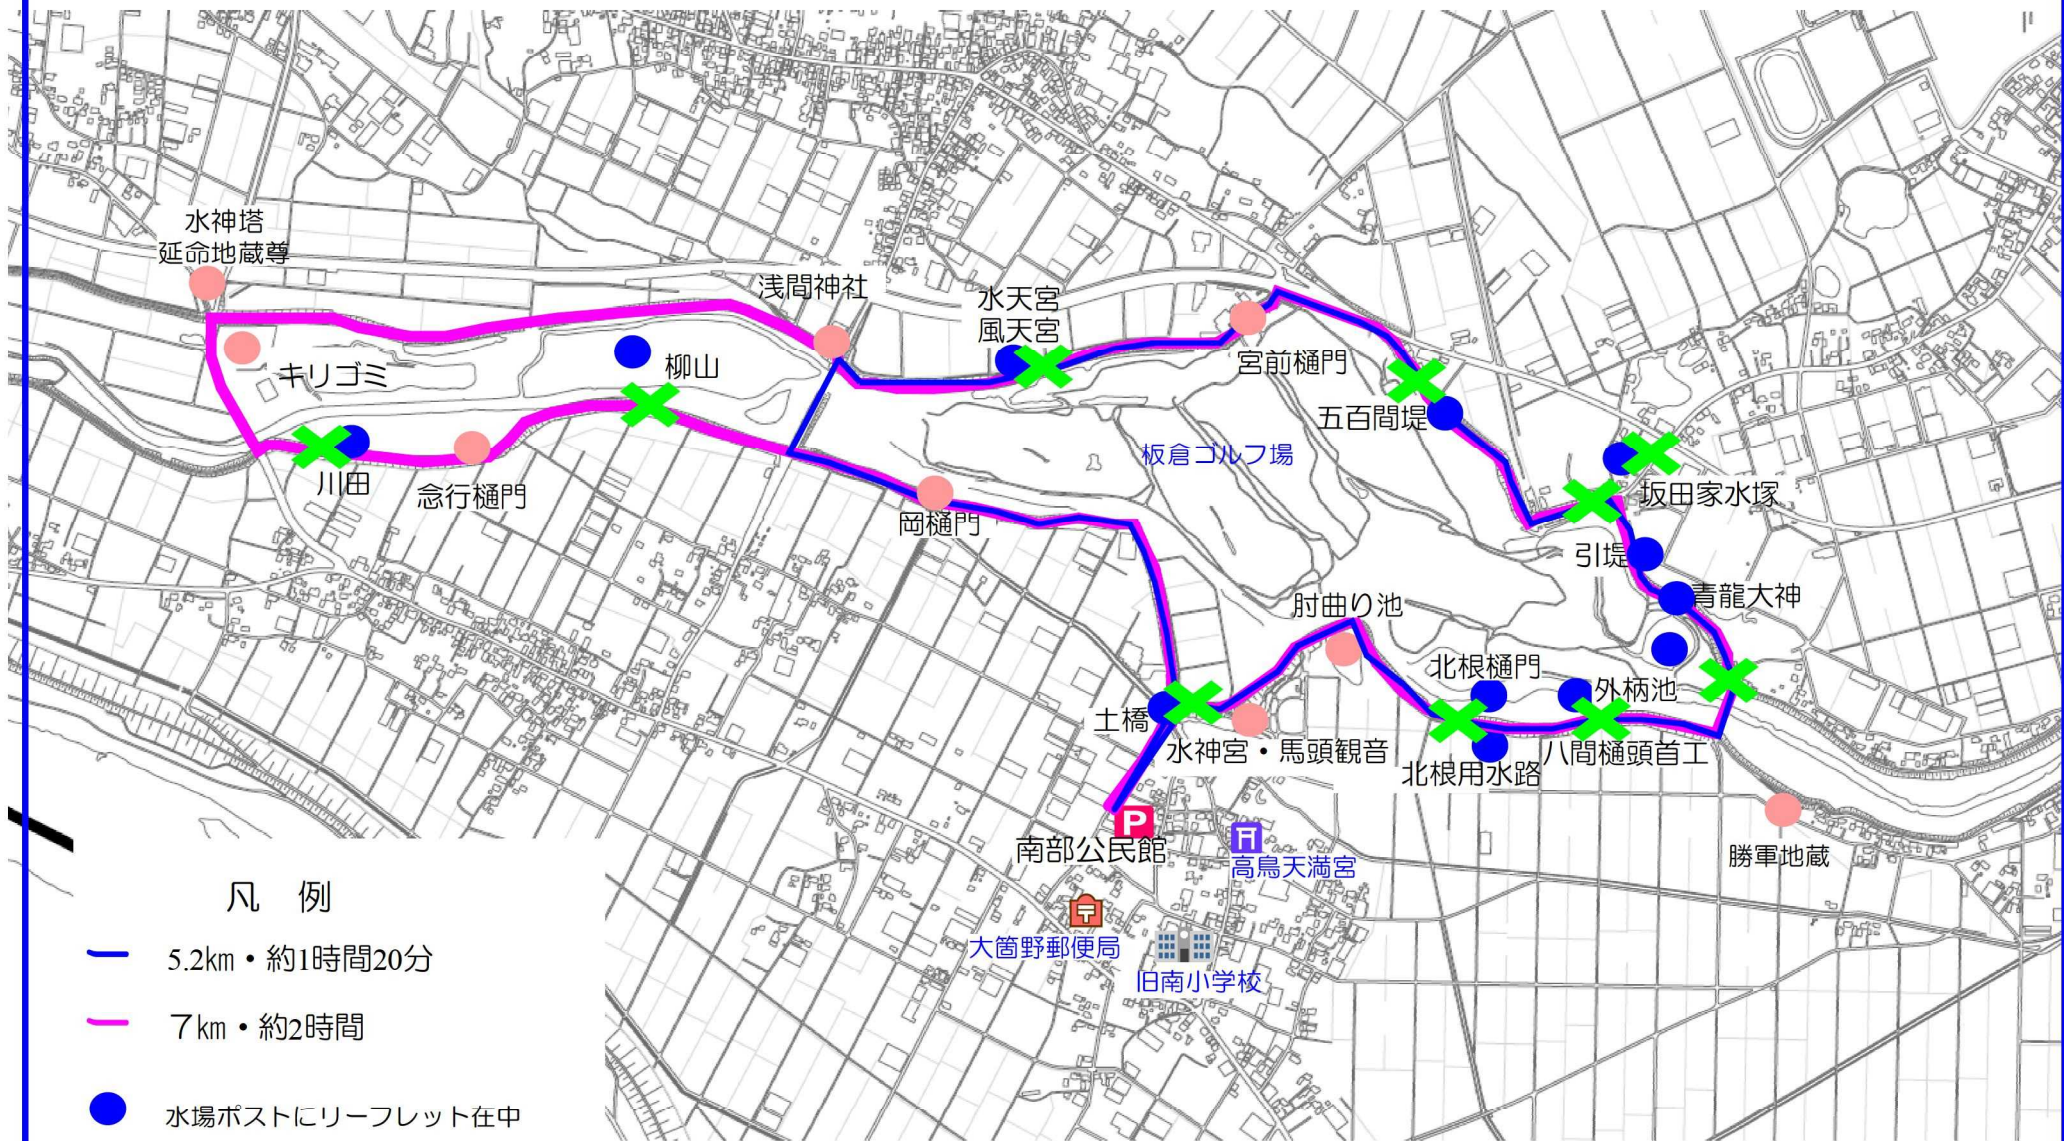 水神塔
延命地蔵尊
浅間神社
水天宮
風天宮
キリゴミ
柳山
宮前樋門
五百間堤
板倉ゴルフ場
川田
念行樋門
岡樋門
坂田家水塚
引堤
青龍大神
肘曲り池
北根樋門
外柄池
土橋
水神宮・馬頭観音
八間樋頭首工
北根用水路
P
南部公民館
高鳥天満宮
勝軍地蔵
大箇野郵便局
旧南小学校
凡 例
5.2km・約1時間20分
7km・約2時間
水場ポストにリーフレット在中